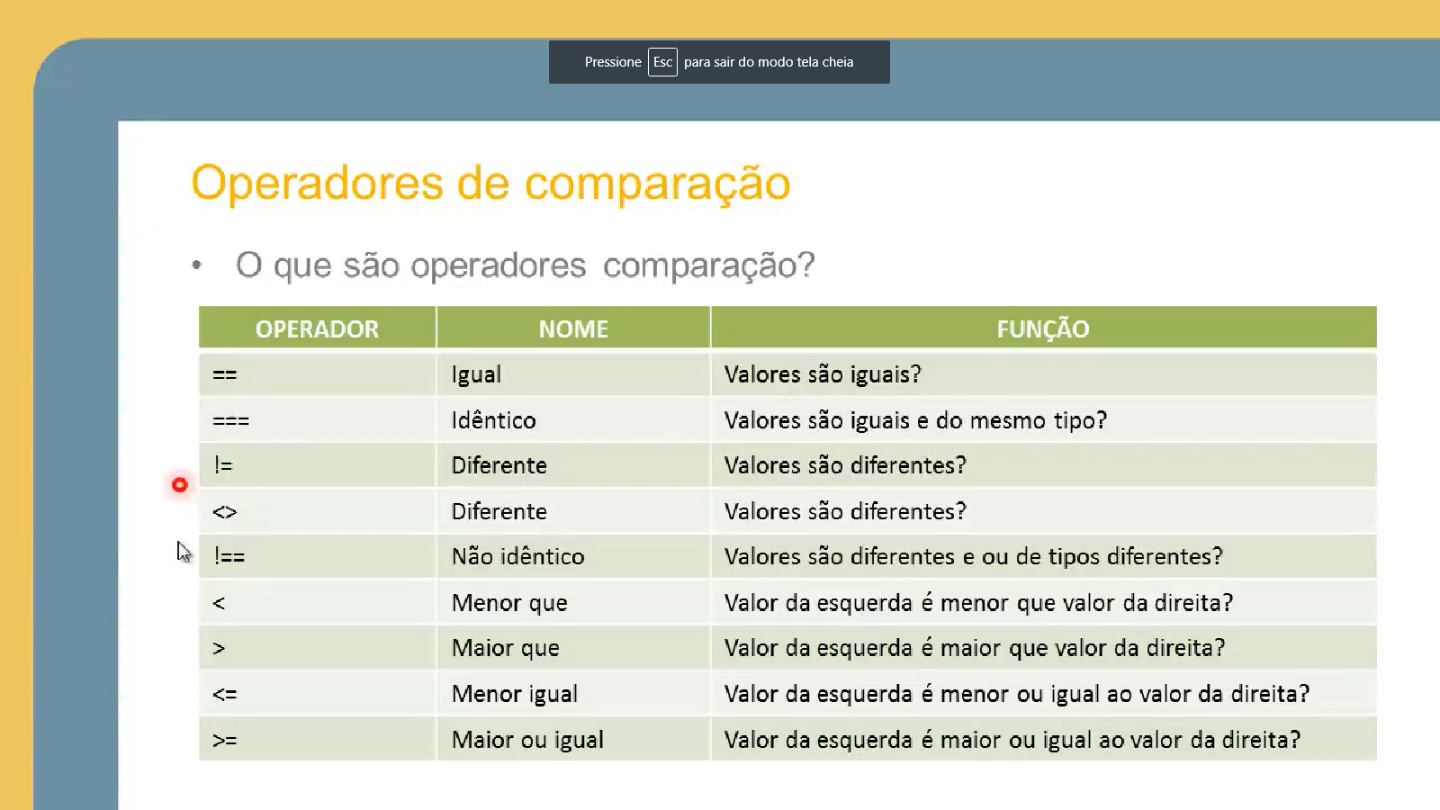 Pressione Esc para sair do modo tela cheia
Operadores de comparação
• O que são operadores comparação?
OPERADOR NOME FUNÇÃO
== Igual Valores são iguais?
=== Idêntico Valores são iguais e do mesmo tipo?
!= Diferente Valores são diferentes?
<> Diferente Valores são diferentes?
!== Não idêntico Valores são diferentes e ou de tipos diferentes?
< Menor que Valor da esquerda é menor que valor da direita?
> Maior que Valor da esquerda é maior que valor da direita?
<= Menor igual Valor da esquerda é menor ou igual ao valor da direita?
>= Maior ou igual Valor da esquerda é maior ou igual ao valor da direita?